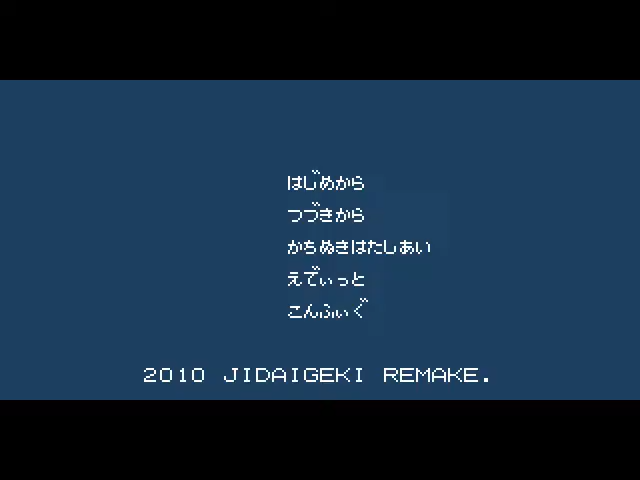 はじめから
つづきから
かちぬきはたしあい
えでぃっと
こんふぃぐ
2010 JIDAIGEKI REMAKE.